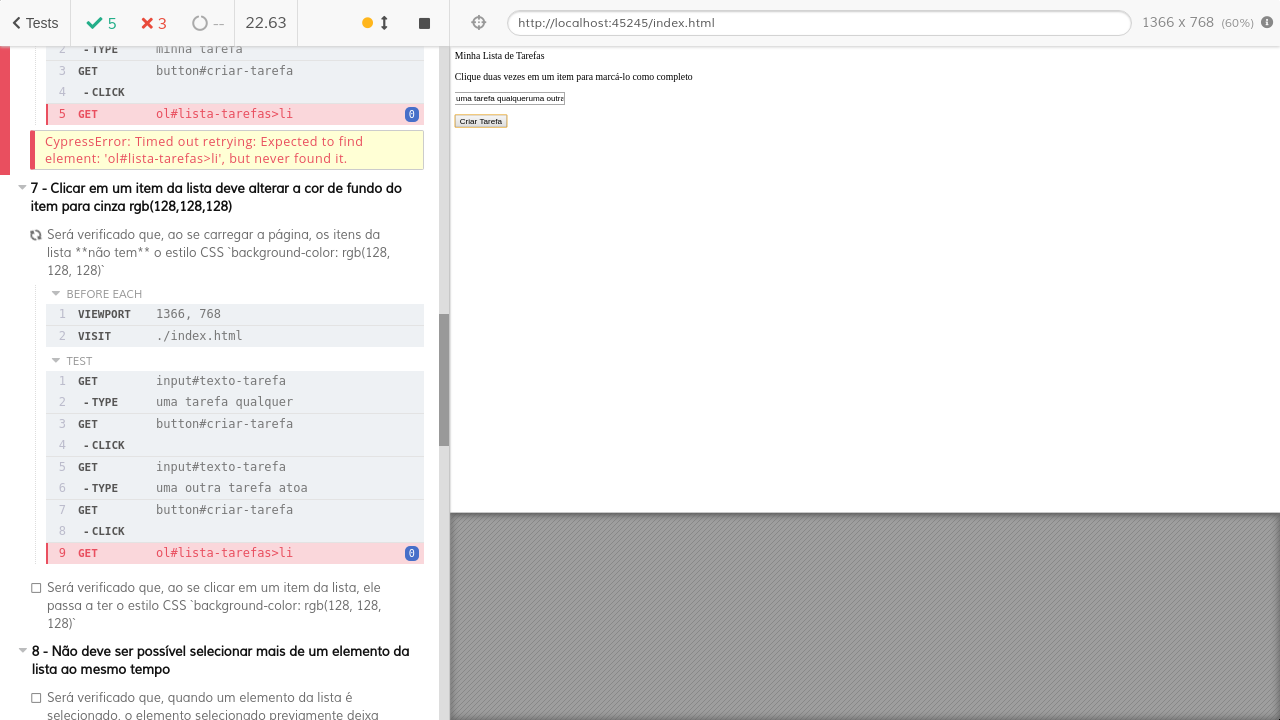 Tests
5
3
--
22.63
http://localhost:45245/index.html
1366 x 768 (60%)
2 - TYPE minha tarefa
3 GET button#criar-tarefa
4 - CLICK
5 GET ol#lista-tarefas>li 0
CypressError: Timed out retrying: Expected to find
element: 'ol#lista-tarefas>li', but never found it.
7 - Clicar em um item da lista deve alterar a cor de fundo do
item para cinza rgb(128,128,128)
Será verificado que, ao se carregar a página, os itens da
lista **não tem** o estilo CSS `background-color: rgb(128,
128, 128)`
BEFORE EACH
1 VIEWPORT 1366, 768
2 VISIT ./index.html
TEST
1 GET input#texto-tarefa
2 - TYPE uma tarefa qualquer
3 GET button#criar-tarefa
4 - CLICK
5 GET input#texto-tarefa
6 - TYPE uma outra tarefa atoa
7 GET button#criar-tarefa
8 - CLICK
9 GET ol#lista-tarefas>li 0
Será verificado que, ao se clicar em um item da lista, ele
passa a ter o estilo CSS `background-color: rgb(128, 128,
128)`
8 - Não deve ser possível selecionar mais de um elemento da
lista ao mesmo tempo
Será verificado que, quando um elemento da lista é
selecionado, o elemento selecionado previamente deixa
Minha Lista de Tarefas
Clique duas vezes em um item para marcá-lo como completo
uma tarefa qualqueruma outra
Criar Tarefa